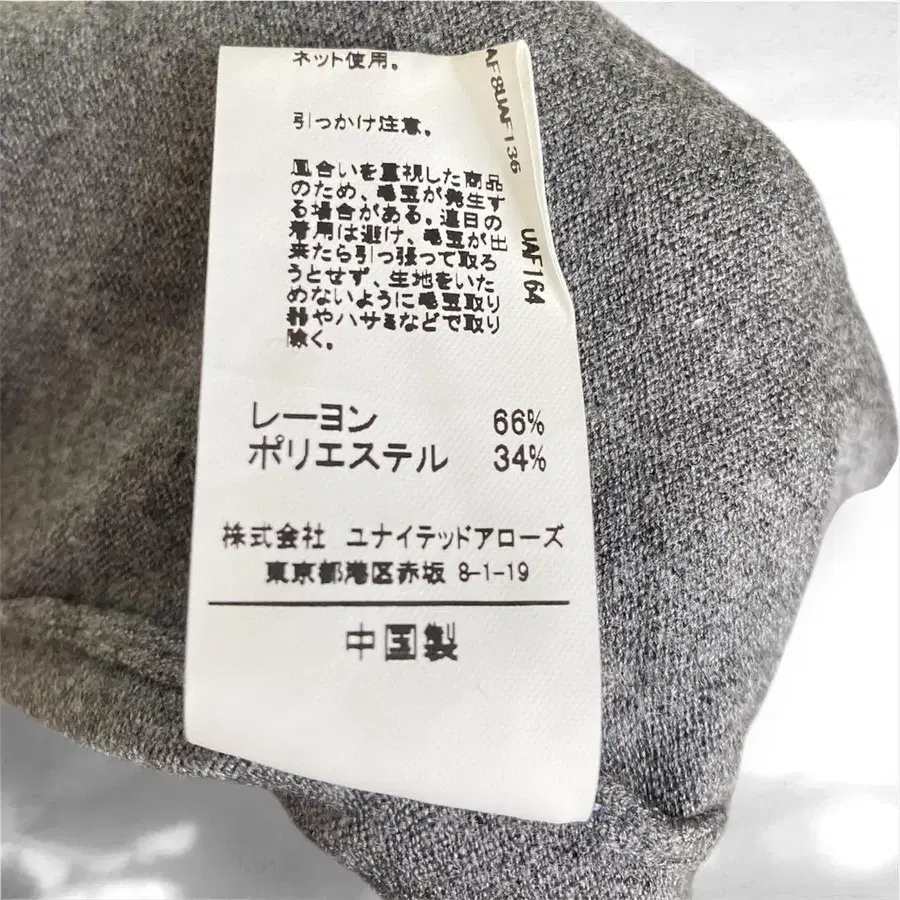 ネット使用。
引っかけ注意。
風合いを重視した商品
のため、毛玉が発生す
る場合がある。連日の
着用は避け、毛玉が出
来たら引っ張って取る
うとせず、生地をいた
めないように毛玉取り
器やハサミなどで取り
除く。
レーヨン 66%
ポリエステル 34%
株式会社 ユナイテッドアローズ
東京都港区赤坂 8-1-19
中国製
AF8UAF136
UAF164